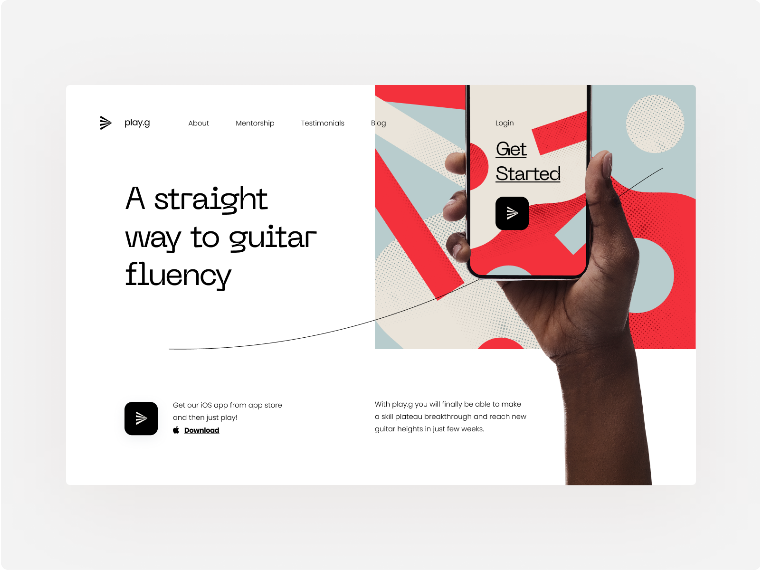 play.g
About
Mentorship
Testimonials
Blog
Login
A straight
way to guitar
fluency
Get
Started
Get our iOS app from app store
and then just play!
Download
With play.g you will finally be able to make
a skill plateau breakthrough and reach new
guitar heights in just few weeks.